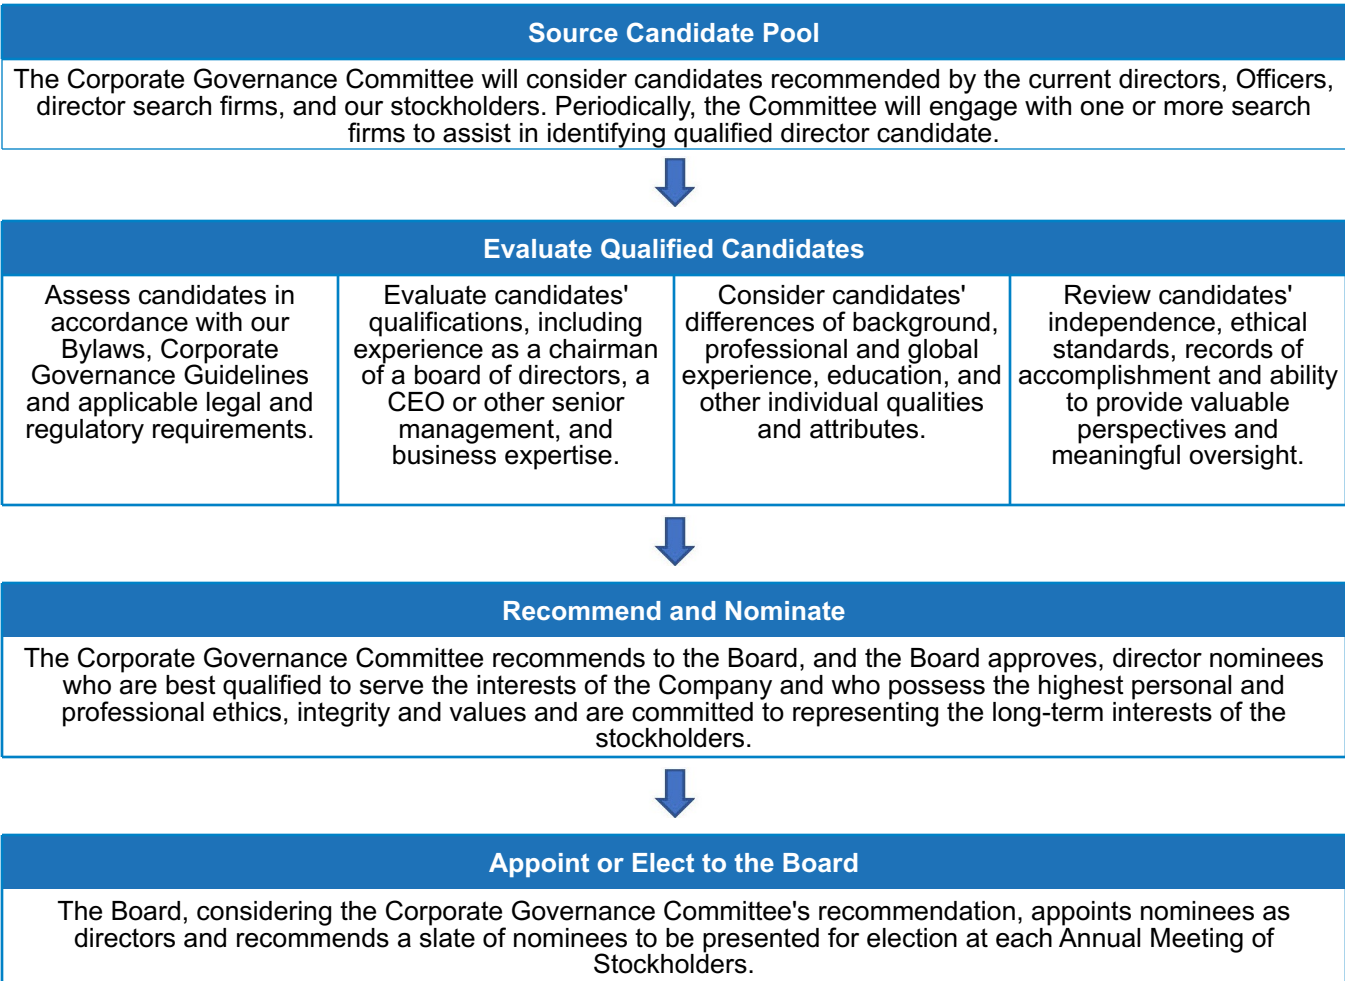 Source Candidate Pool
The Corporate Governance Committee will consider candidates recommended by the current directors, Officers,
director search firms, and our stockholders. Periodically, the Committee will engage with one or more search
firms to assist in identifying qualified director candidate.
Evaluate Qualified Candidates
Assess candidates in
accordance with our
Bylaws, Corporate
Governance Guidelines
and applicable legal and
regulatory requirements.
Evaluate candidates'
qualifications, including
experience as a chairman
of a board of directors, a
CEO or other senior
management, and
business expertise.
Consider candidates'
differences of background,
professional and global
experience, education, and
other individual qualities
and attributes.
Review candidates'
independence, ethical
standards, records of
accomplishment and ability
to provide valuable
perspectives and
meaningful oversight.
Recommend and Nominate
The Corporate Governance Committee recommends to the Board, and the Board approves, director nominees
who are best qualified to serve the interests of the Company and who possess the highest personal and
professional ethics, integrity and values and are committed to representing the long-term interests of the
stockholders.
Appoint or Elect to the Board
The Board, considering the Corporate Governance Committee's recommendation, appoints nominees as
directors and recommends a slate of nominees to be presented for election at each Annual Meeting of
Stockholders.